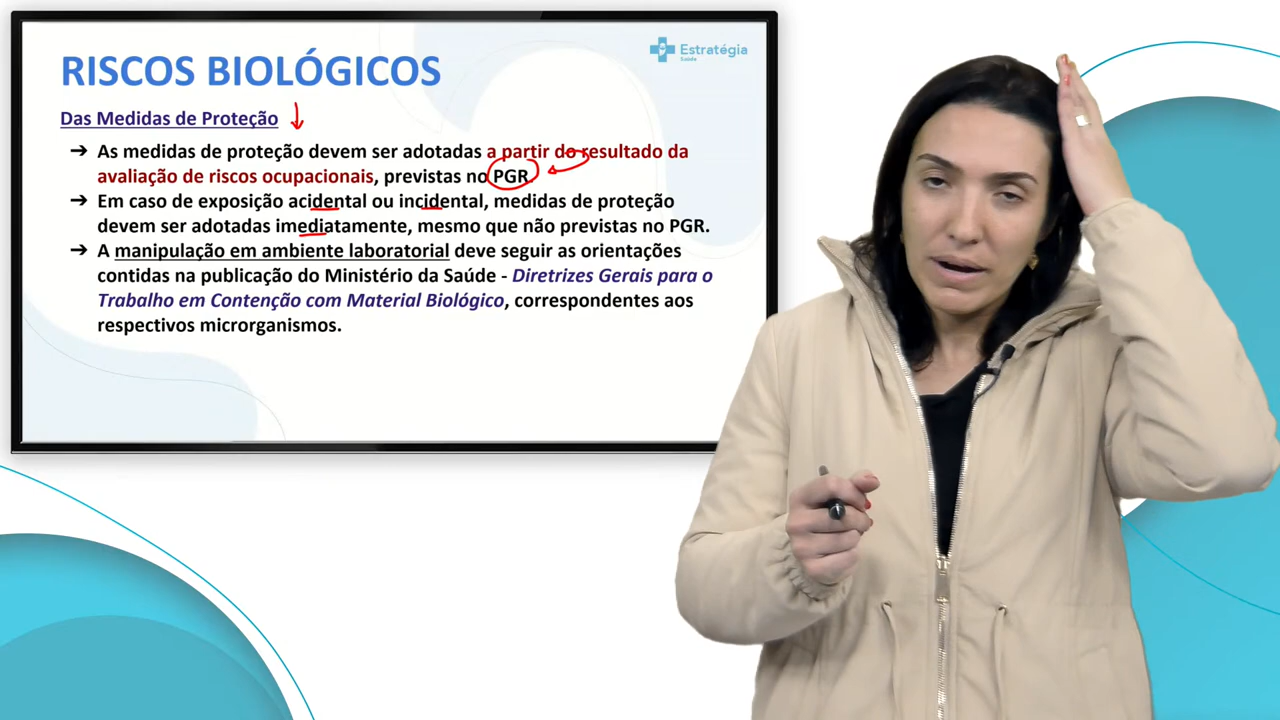 RISCOS BIOLÓGICOS
Estratégia
Saúde
Das Medidas de Proteção
➔ As medidas de proteção devem ser adotadas a partir do resultado da
avaliação de riscos ocupacionais, previstas no PGR.
➔ Em caso de exposição acidental ou incidental, medidas de proteção
devem ser adotadas imediatamente, mesmo que não previstas no PGR.
➔ A manipulação em ambiente laboratorial deve seguir as orientações
contidas na publicação do Ministério da Saúde - Diretrizes Gerais para o
Trabalho em Contenção com Material Biológico, correspondentes aos
respectivos microrganismos.